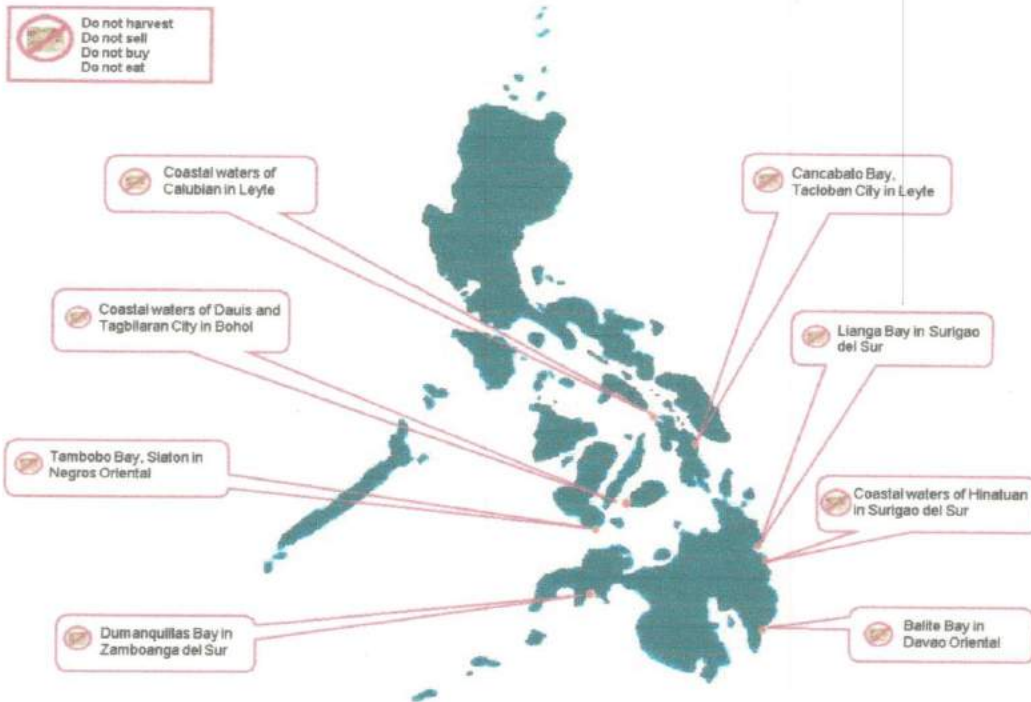 Do not harvest
Do not sell
Do not buy
Do not eat
Coastal waters of
Calubian in Leyte
Cancabato Bay,
Tacloban City in Leyte
Coastal waters of Dauis and
Tagbilaran City in Bohol
Lianga Bay in Surigao
del Sur
Tambobo Bay, Siaton in
Negros Oriental
Coastal waters of Hinatuan
in Surigao del Sur
Dumanquillas Bay in
Zamboanga del Sur
Balite Bay in
Davao Oriental